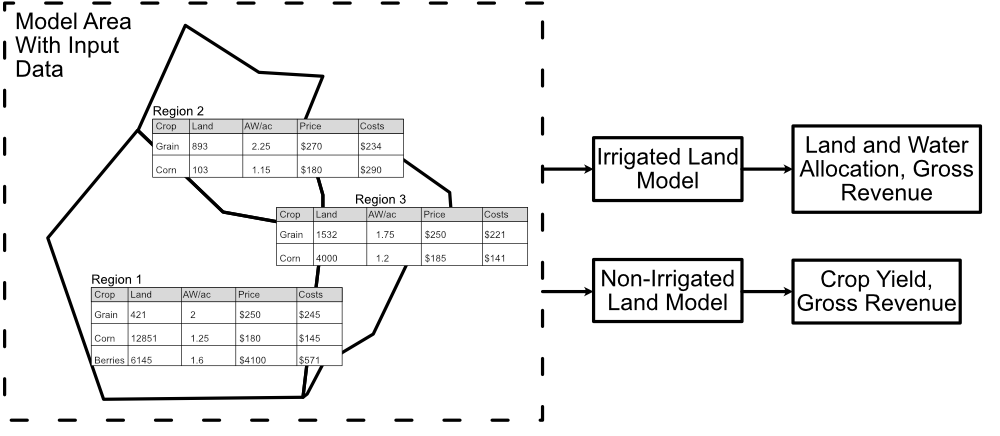 Model Area
With Input
Data
Region 2
Crop Land AW/ac Price Costs
Grain 893 2.25 $270 $234
Corn 103 1.15 $180 $290
Region 3
Crop Land AW/ac Price Costs
Grain 1532 1.75 $250 $221
Corn 4000 1.2 $185 $141
Region 1
Crop Land AW/ac Price Costs
Grain 421 2 $250 $245
Corn 12851 1.25 $180 $145
Berries 6145 1.6 $4100 $571
Irrigated Land
Model
Land and Water
Allocation, Gross
Revenue
Non-Irrigated
Land Model
Crop Yield,
Gross Revenue